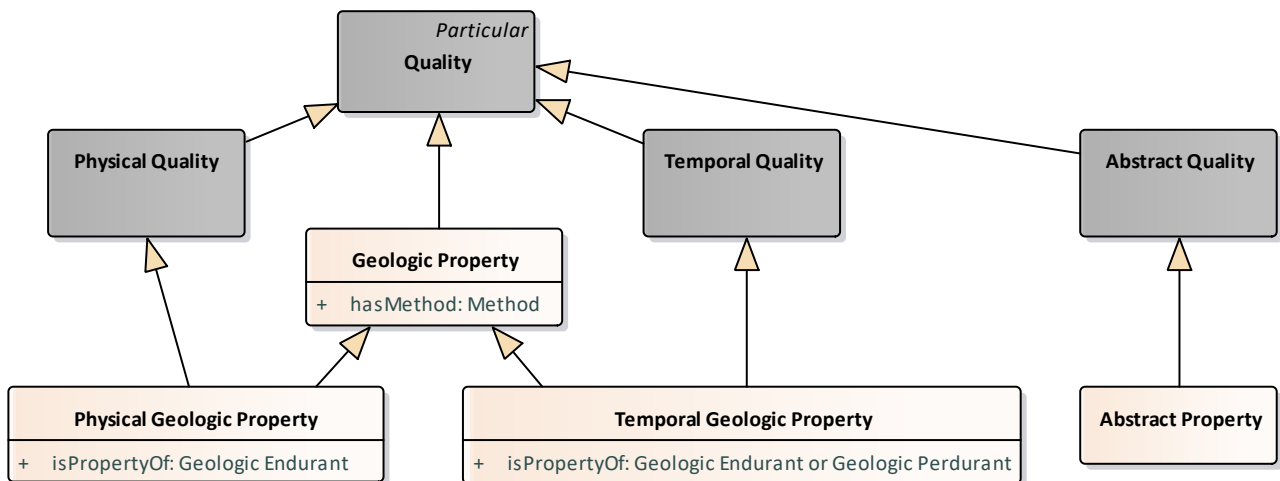 Particular
Quality
Physical Quality
Temporal Quality
Abstract Quality
Geologic Property
+ hasMethod: Method
Physical Geologic Property
+ isPropertyOf: Geologic Endurant
Temporal Geologic Property
+ isPropertyOf: Geologic Endurant or Geologic Perdurant
Abstract Property